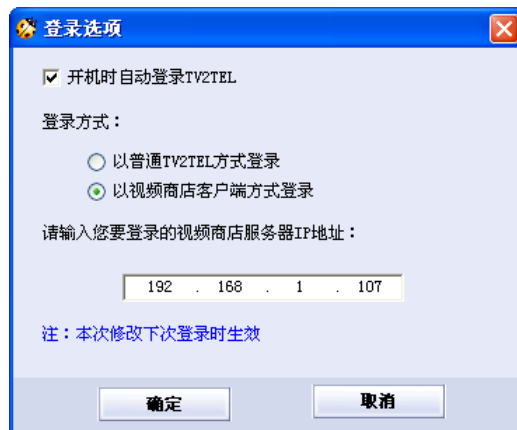 登录选项
开机时自动登录TV2TEL
登录方式：
以普通TV2TEL方式登录
以视频商店客户端方式登录
请输入您要登录的视频商店服务器IP地址：
192 . 168 . 1 . 107
注：本次修改下次登录时生效
确定 取消